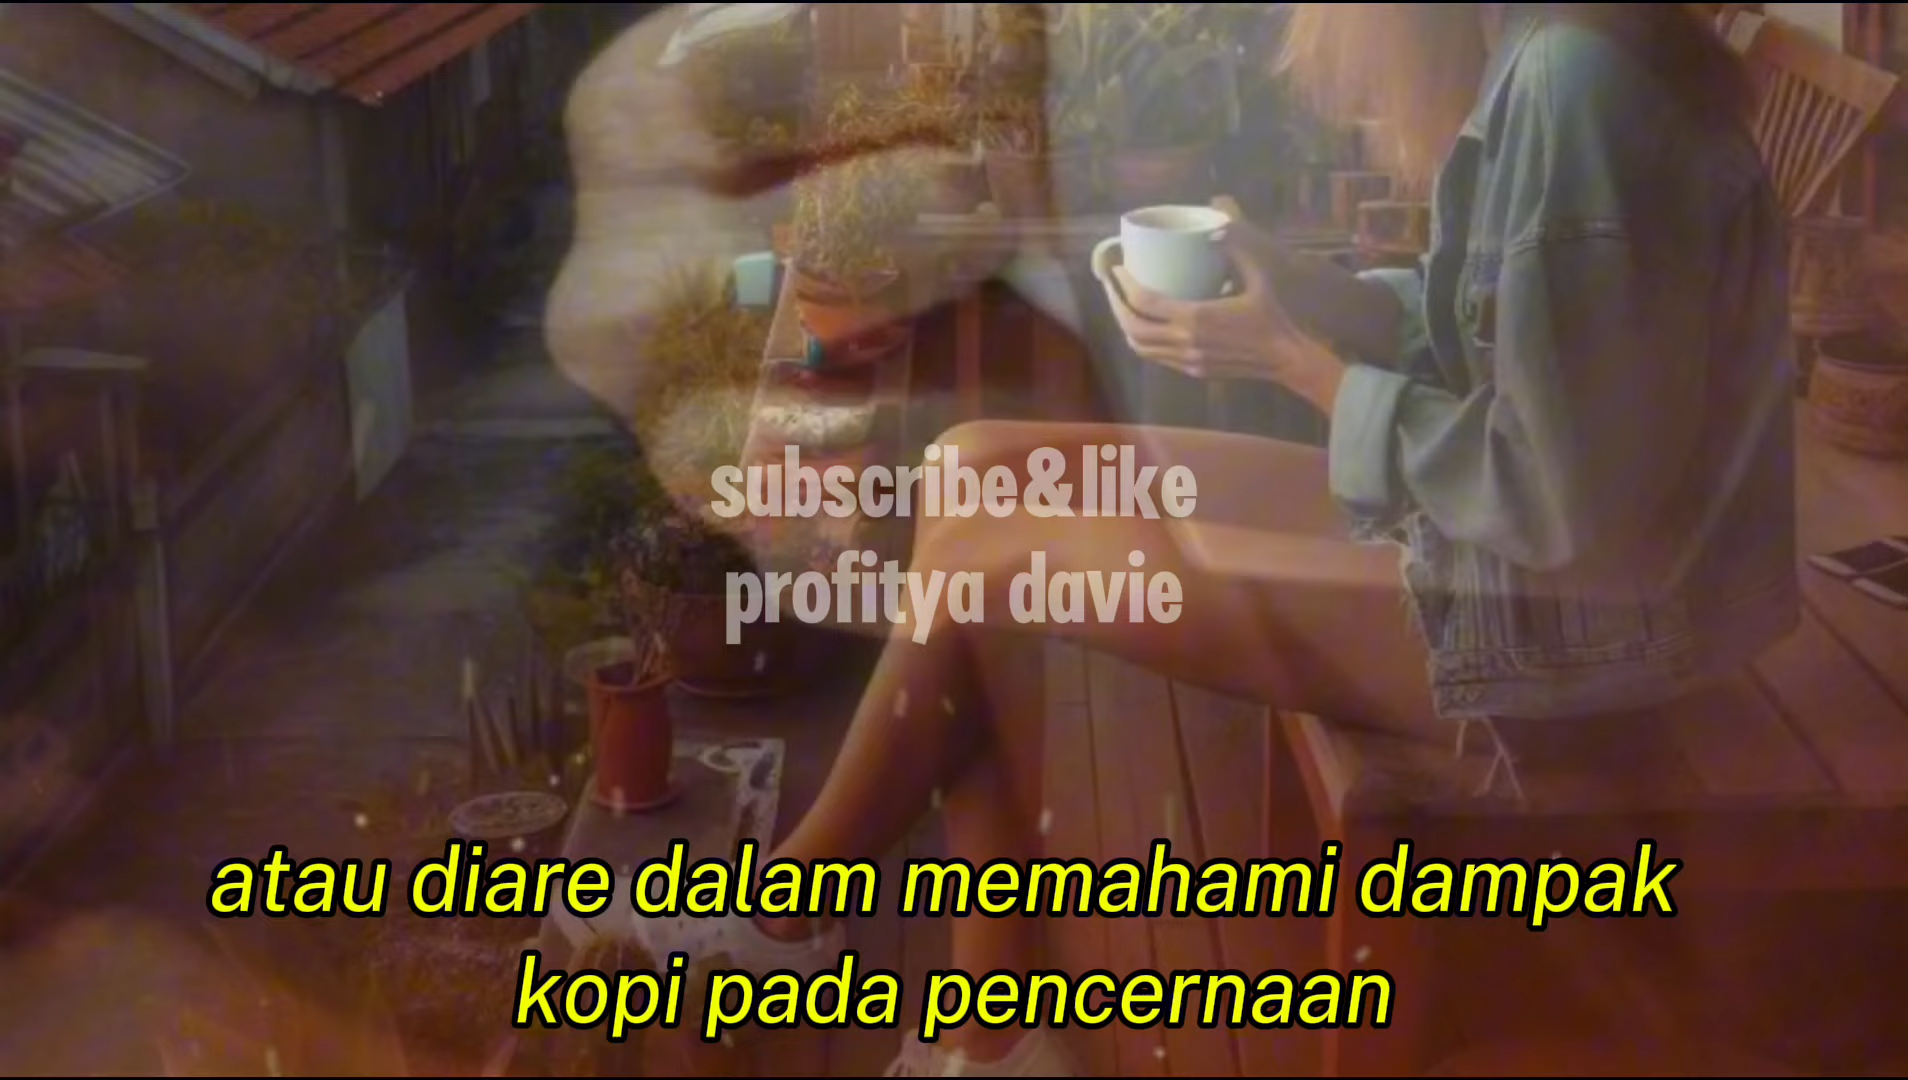 subscribe&like
profitya davie
atau diare dalam memahami dampak
kopi pada pencernaan